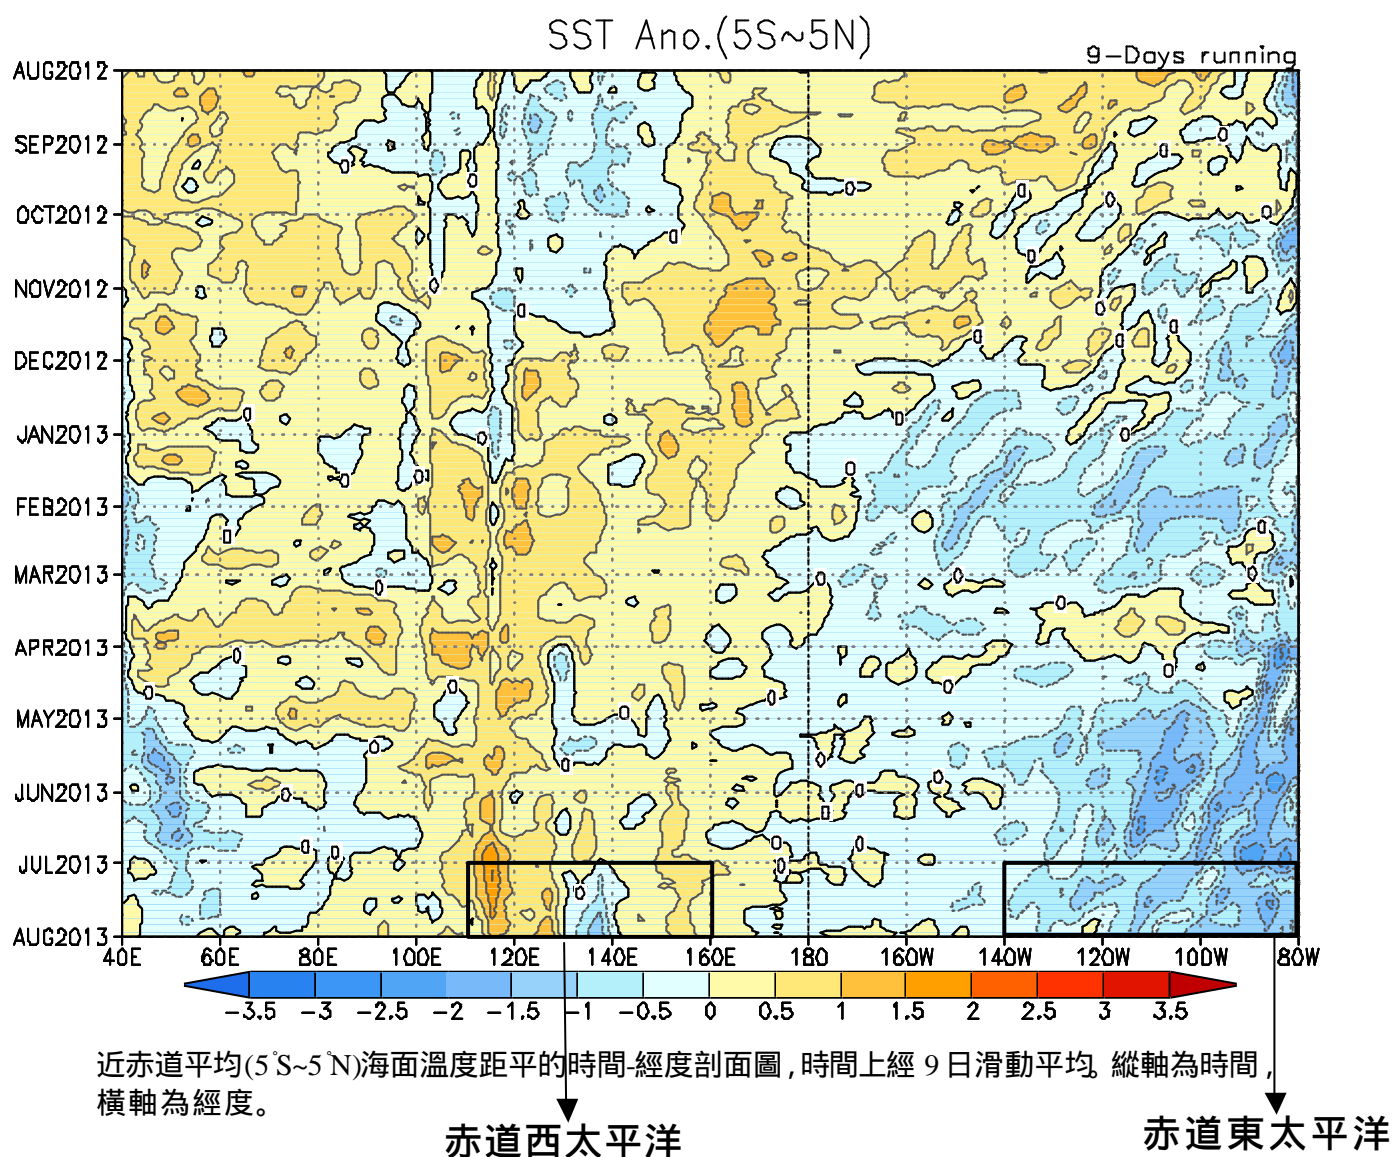 SST Ano.(5S~5N)
9-Days running
AUG2012
SEP2012
OCT2012
NOV2012
DEC2012
JAN2013
FEB2013
MAR2013
APR2013
MAY2013
JUN2013
JUL2013
AUG2013
40E 60E 80E 100E 120E 140E 160E 180 160W 140W 120W 100W 80W
-3.5 -3 -2.5 -2 -1.5 -1 -0.5 0 0.5 1 1.5 2 2.5 3 3.5
近赤道平均(5°S~5°N)海面溫度距平的時間-經度剖面圖,時間上經 9 日滑動平均。縱軸為時間,
橫軸為經度。
赤道西太平洋
赤道東太平洋